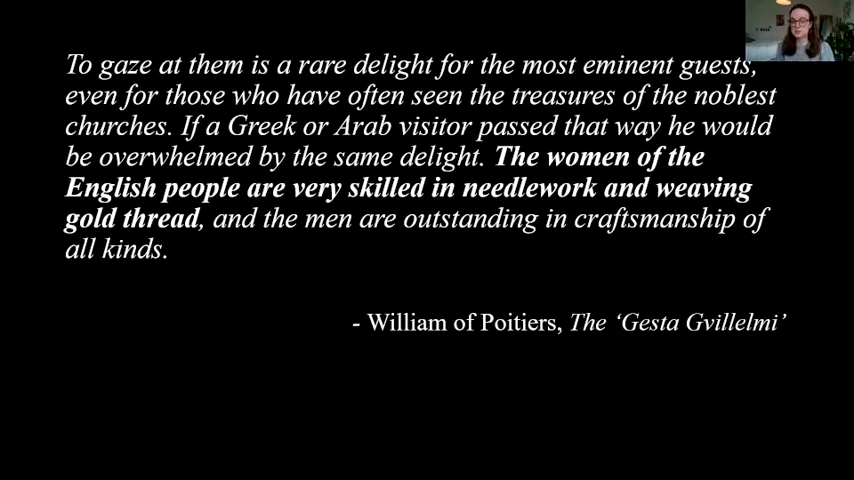 To gaze at them is a rare delight for the most eminent guests,
even for those who have often seen the treasures of the noblest
churches. If a Greek or Arab visitor passed that way he would
be overwhelmed by the same delight. The women of the
English people are very skilled in needlework and weaving
gold thread, and the men are outstanding in craftsmanship of
all kinds.
- William of Poitiers, The ‘Gesta Gvillelmi’